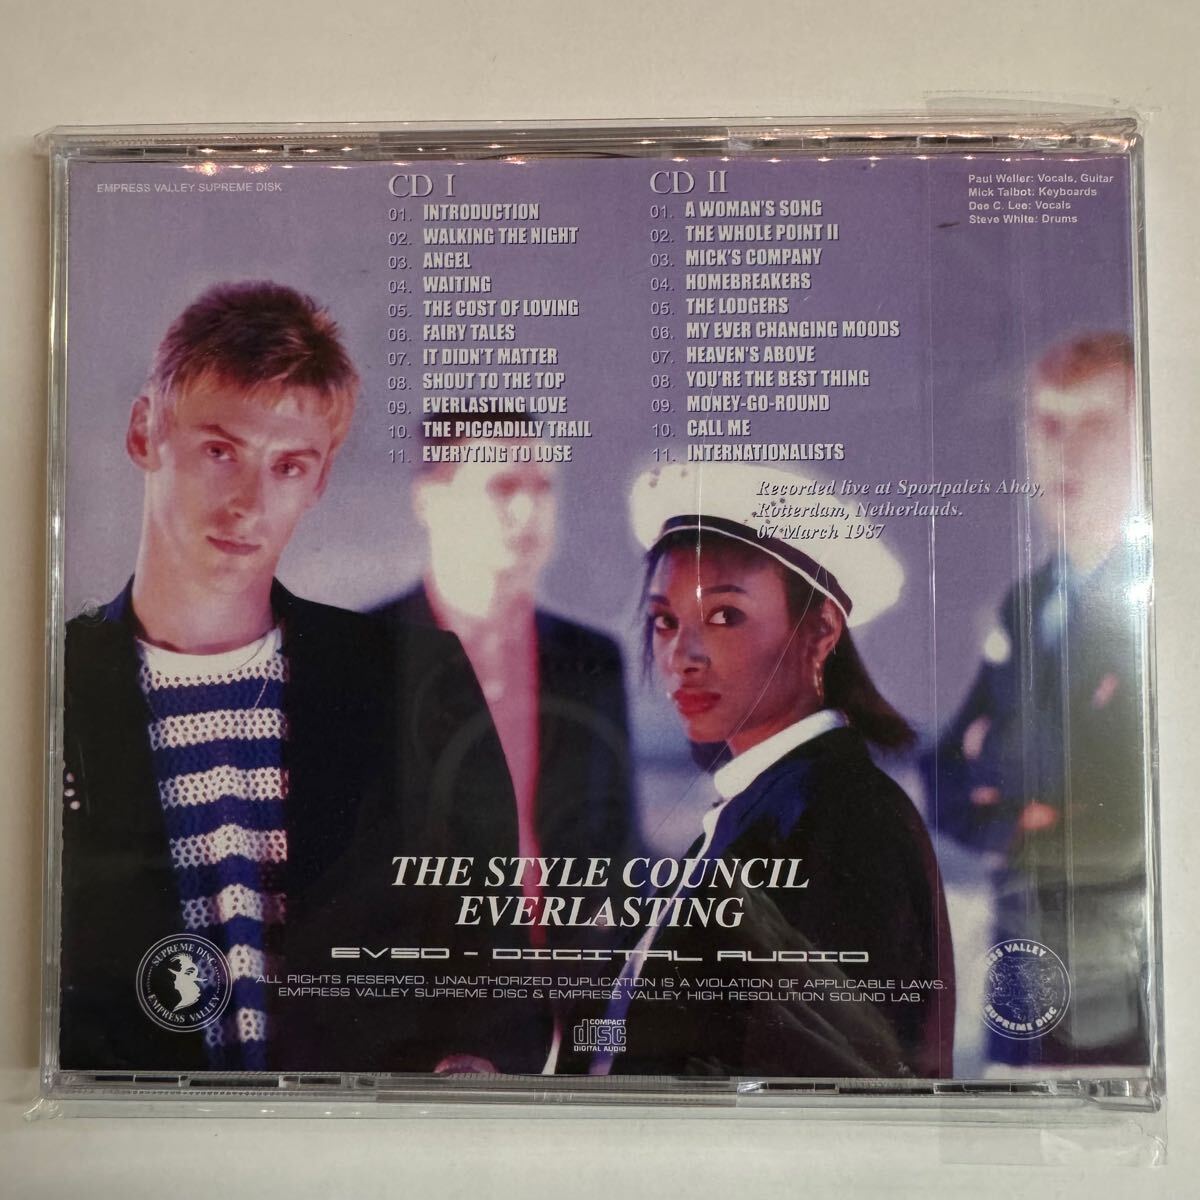 EMPRESS VALLEY SUPREME DISK
CD I
01. INTRODUCTION
02. WALKING THE NIGHT
03. ANGEL
04. WAITING
05. THE COST OF LOVING
06. FAIRY TALES
07. IT DIDN'T MATTER
08. SHOUT TO THE TOP
09. EVERLASTING LOVE
10. THE PICCADILLY TRAIL
11. EVERYTING TO LOSE
CD II
01. A WOMAN'S SONG
02. THE WHOLE POINT II
03. MICK'S COMPANY
04. HOMEBREAKERS
05. THE LODGERS
06. MY EVER CHANGING MOODS
07. HEAVEN'S ABOVE
08. YOU'RE THE BEST THING
09. MONEY-GO-ROUND
10. CALL ME
11. INTERNATIONALISTS
Paul Weller: Vocals, Guitar
Mick Talbot: Keyboards
Dee C. Lee: Vocals
Steve White: Drums
Recorded live at Sportpaleis Ahoy,
Rotterdam, Netherlands.
07 March 1987
THE STYLE COUNCIL
EVERLASTING
EVSD - DIGITAL AUDIO
ALL RIGHTS RESERVED. UNAUTHORIZED DUPLICATION IS A VIOLATION OF APPLICABLE LAWS.
EMPRESS VALLEY SUPREME DISC & EMPRESS VALLEY HIGH RESOLUTION SOUND LAB.
SUPREME DISC
EMPRESS VALLEY
VALLEY
SUPREME DISC
COMPACT
disc
DIGITAL AUDIO